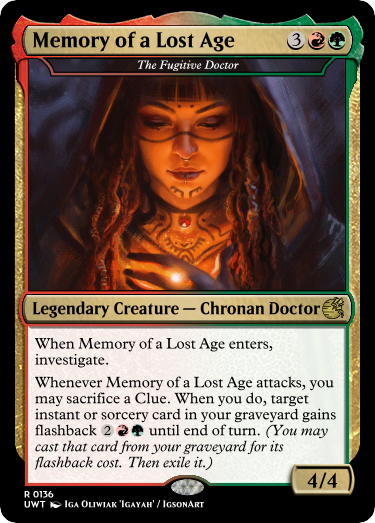 Memory of a Lost Age 3
The Fugitive Doctor
Legendary Creature — Chronan Doctor
When Memory of a Lost Age enters,
investigate.
Whenever Memory of a Lost Age attacks, you
may sacrifice a Clue. When you do, target
instant or sorcery card in your graveyard gains
flashback 2 until end of turn. (You may
cast that card from your graveyard for its
flashback cost. Then exile it.)
4/4
R 0136
UWT Iga Oliwiak 'Igayah' / IgsonArt